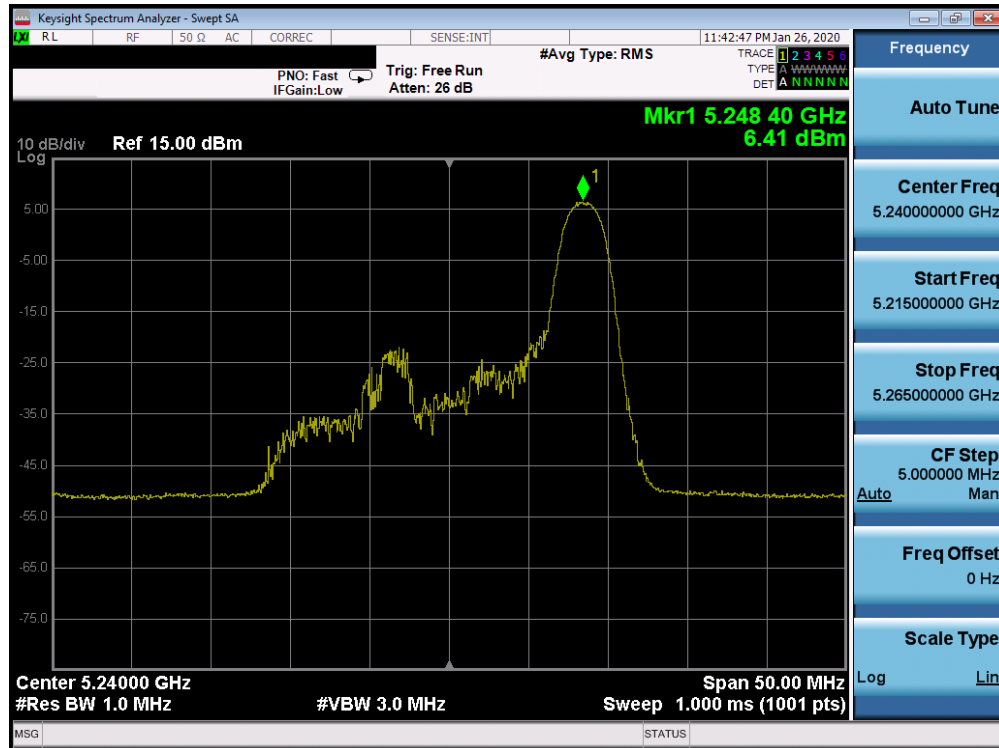 Keysight Spectrum Analyzer - Swept SA
LXI RL RF 50 Ω AC CORREC SENSE:INT 11:42:47 PM Jan 26, 2020
#Avg Type: RMS
TRACE 1 2 3 4 5 6
TYPE A WWWWW
DET A N N N N N
PNO: Fast
IFGain:Low
Trig: Free Run
Atten: 26 dB
Mkr1 5.248 40 GHz
6.41 dBm
10 dB/div Ref 15.00 dBm
Log
1
5.00
-5.00
-15.0
-25.0
-35.0
-45.0
-55.0
-65.0
-75.0
Center 5.24000 GHz Span 50.00 MHz
#Res BW 1.0 MHz #VBW 3.0 MHz Sweep 1.000 ms (1001 pts)
MSG STATUS
Frequency
Auto Tune
Center Freq
5.240000000 GHz
Start Freq
5.215000000 GHz
Stop Freq
5.265000000 GHz
CF Step
5.000000 MHz
Auto Man
Freq Offset
0 Hz
Scale Type
Log Lin